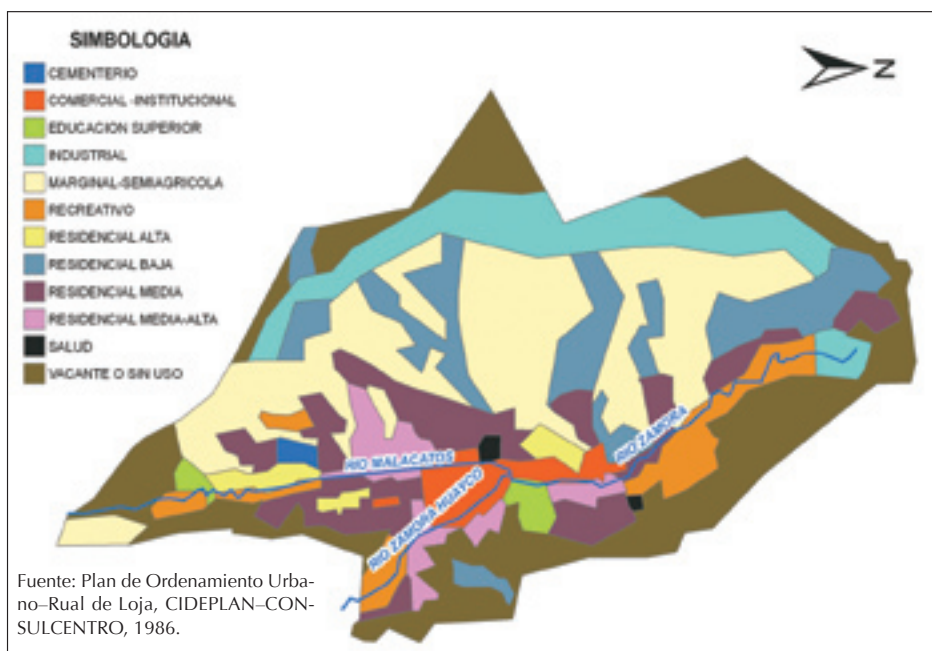 SIMBOLOGIA
CEMENTERIO
COMERCIAL -INSTITUCIONAL
EDUCACION SUPERIOR
INDUSTRIAL
MARGINAL-SEMIAGRICOLA
RECREATIVO
RESIDENCIAL ALTA
RESIDENCIAL BAJA
RESIDENCIAL MEDIA
RESIDENCIAL MEDIA-ALTA
SALUD
VACANTE O SIN USO
N
RIO MALACATOS
RIO ZAMORA
RIO ZAMORA HUAYCO
Fuente: Plan de Ordenamiento Urba-
no–Rual de Loja, CIDEPLAN–CON-
SULCENTRO, 1986.